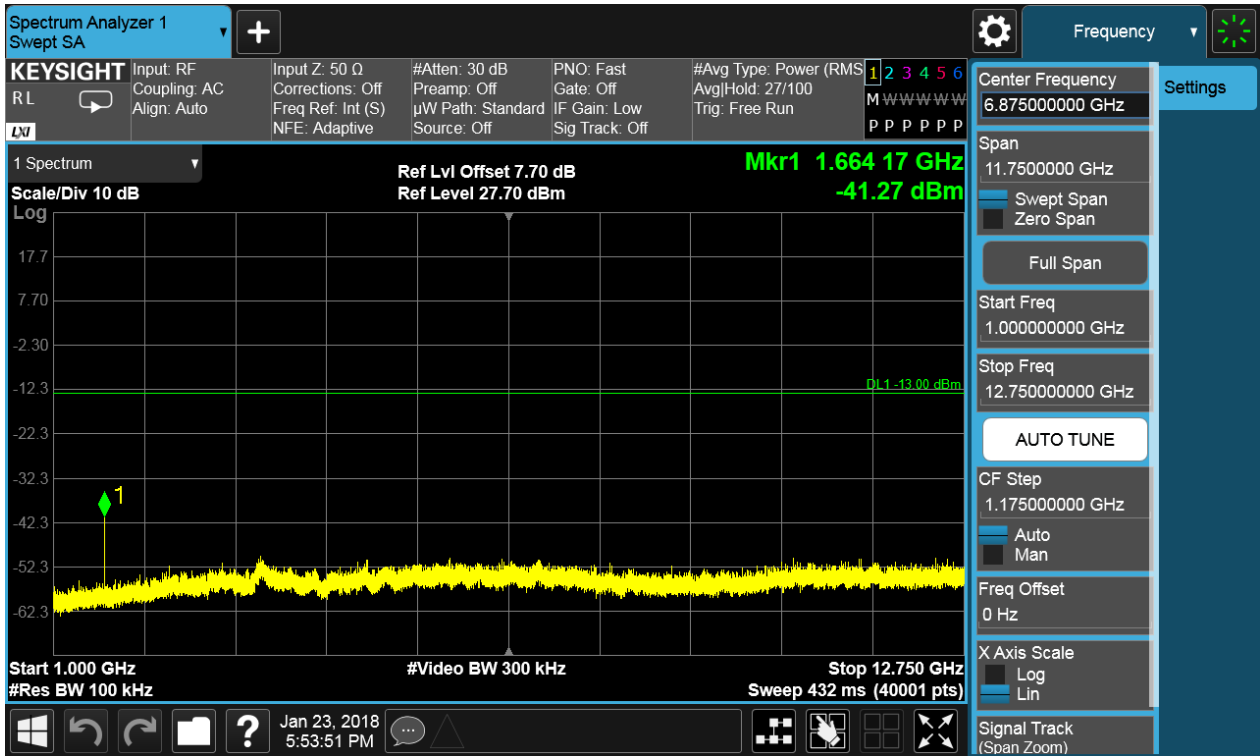 Spectrum Analyzer 1
Swept SA
+
Frequency
KEYSIGHT
R L
LXI
Input: RF
Coupling: AC
Align: Auto
Input Z: 50 Ω
Corrections: Off
Freq Ref: Int (S)
NFE: Adaptive
#Atten: 30 dB
Preamp: Off
µW Path: Standard
Source: Off
PNO: Fast
Gate: Off
IF Gain: Low
Sig Track: Off
#Avg Type: Power (RMS
Avg|Hold: 27/100
Trig: Free Run
1 2 3 4 5 6
M W W W W W
P P P P P P
1 Spectrum
Scale/Div 10 dB
Log
Ref Lvl Offset 7.70 dB
Ref Level 27.70 dBm
Mkr1 1.664 17 GHz
-41.27 dBm
17.7
7.70
-2.30
-12.3
-22.3
-32.3
-42.3
-52.3
-62.3
DL1 -13.00 dBm
1
Start 1.000 GHz
#Res BW 100 kHz
#Video BW 300 kHz
Stop 12.750 GHz
Sweep 432 ms (40001 pts)
Center Frequency
6.875000000 GHz
Span
11.7500000 GHz
Swept Span
Zero Span
Full Span
Start Freq
1.000000000 GHz
Stop Freq
12.750000000 GHz
AUTO TUNE
CF Step
1.175000000 GHz
Auto
Man
Freq Offset
0 Hz
X Axis Scale
Log
Lin
Signal Track
(Span Zoom)
Settings
?
Jan 23, 2018
5:53:51 PM